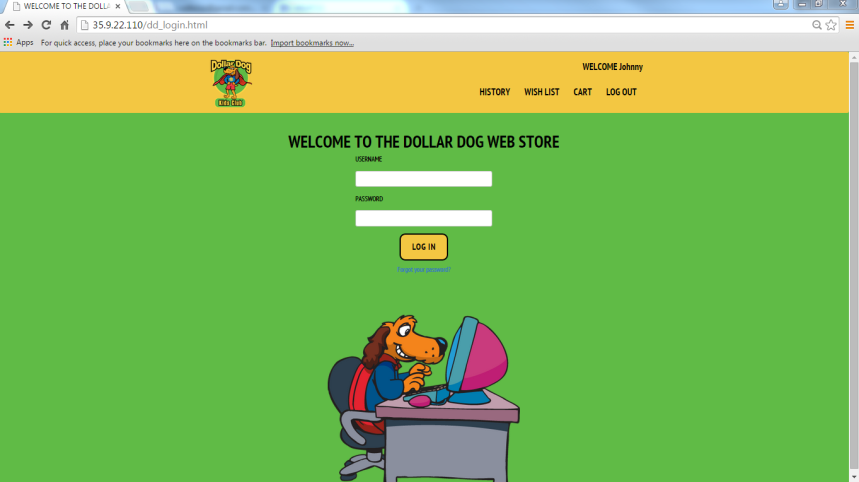 WELCOME TO THE DOLLA
35.9.22.110/dd_login.html
Apps For quick access, place your bookmarks here on the bookmarks bar. Import bookmarks now...
Dollar Dog
Kids Club
WELCOME Johnny
HISTORY WISH LIST CART LOG OUT
WELCOME TO THE DOLLAR DOG WEB STORE
USERNAME
PASSWORD
LOG IN
Forgot your password?